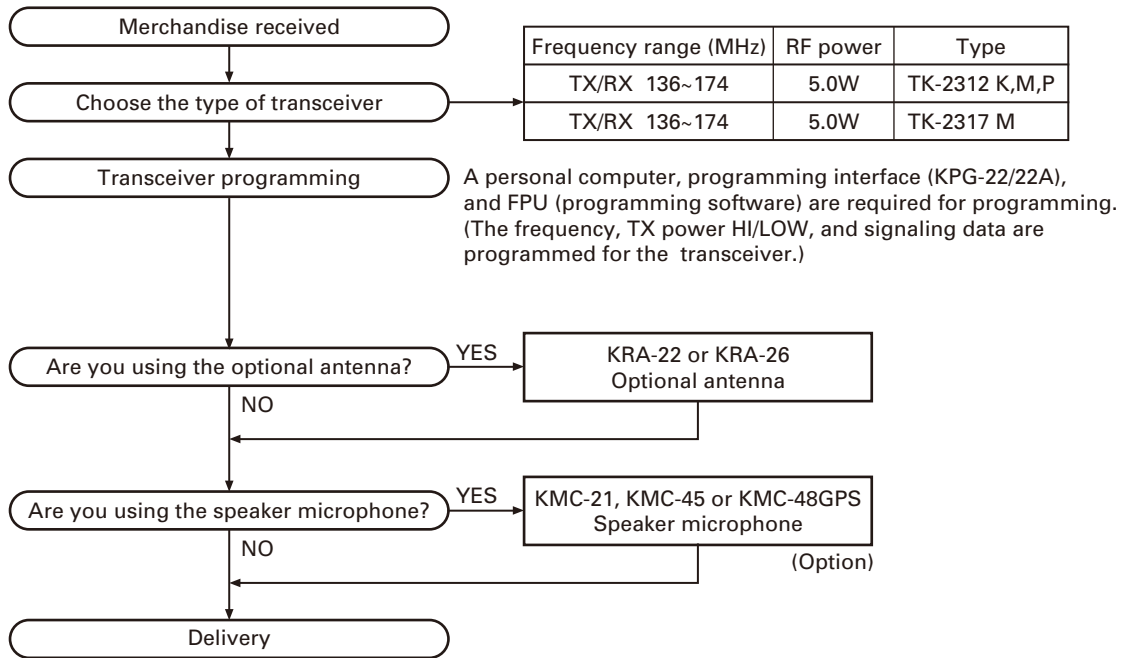 Merchandise received
Choose the type of transceiver
Frequency range (MHz) RF power Type
TX/RX 136~174 5.0W TK-2312 K,M,P
TX/RX 136~174 5.0W TK-2317 M
Transceiver programming
A personal computer, programming interface (KPG-22/22A),
and FPU (programming software) are required for programming.
(The frequency, TX power HI/LOW, and signaling data are
programmed for the transceiver.)
Are you using the optional antenna?
YES
KRA-22 or KRA-26
Optional antenna
NO
Are you using the speaker microphone?
YES
KMC-21, KMC-45 or KMC-48GPS
Speaker microphone
(Option)
NO
Delivery